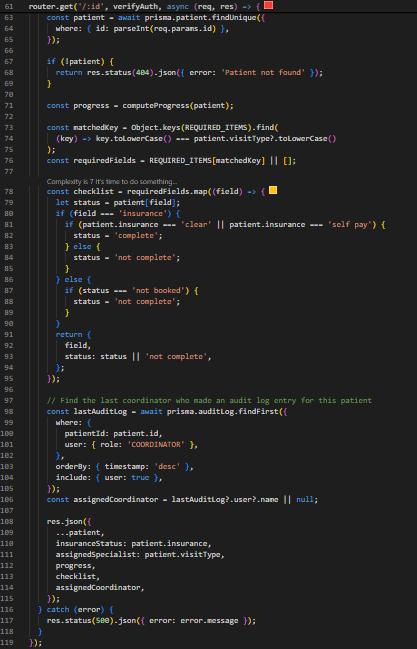 61 router.get('/:id', verifyAuth, async (req, res) => {
63 const patient = await prisma.patient.findUnique({
64 where: { id: parseInt(req.params.id) },
65 });
66
67 if (!patient) {
68 return res.status(404).json({ error: 'Patient not found' });
69 }
70
71 const progress = computeProgress(patient);
72
73 const matchedKey = Object.keys(REQUIRED_ITEMS).find(
74 (key) => key.toLowerCase() === patient.visitType?.toLowerCase()
75 );
76 const requiredFields = REQUIRED_ITEMS[matchedKey] || [];
77
Complexity is 7 It's time to do something...
78 const checklist = requiredFields.map((field) => {
79 let status = patient[field];
80 if (field === 'insurance') {
81 if (patient.insurance === 'clear' || patient.insurance === 'self pay') {
82 status = 'complete';
83 } else {
84 status = 'not complete';
85 }
86 } else {
87 if (status === 'not booked') {
88 status = 'not complete';
89 }
90 }
91 return {
92 field,
93 status: status || 'not complete',
94 };
95 });
96
97 // Find the last coordinator who made an audit log entry for this patient
98 const lastAuditLog = await prisma.auditLog.findFirst({
99 where: {
100 patientId: patient.id,
101 user: { role: 'COORDINATOR' },
102 },
103 orderBy: { timestamp: 'desc' },
104 include: { user: true },
105 });
106 const assignedCoordinator = lastAuditLog?.user?.name || null;
107
108 res.json({
109 ...patient,
110 insuranceStatus: patient.insurance,
111 assignedSpecialist: patient.visitType,
112 progress,
113 checklist,
114 assignedCoordinator,
115 });
116 } catch (error) {
117 res.status(500).json({ error: error.message });
118 }
119 });